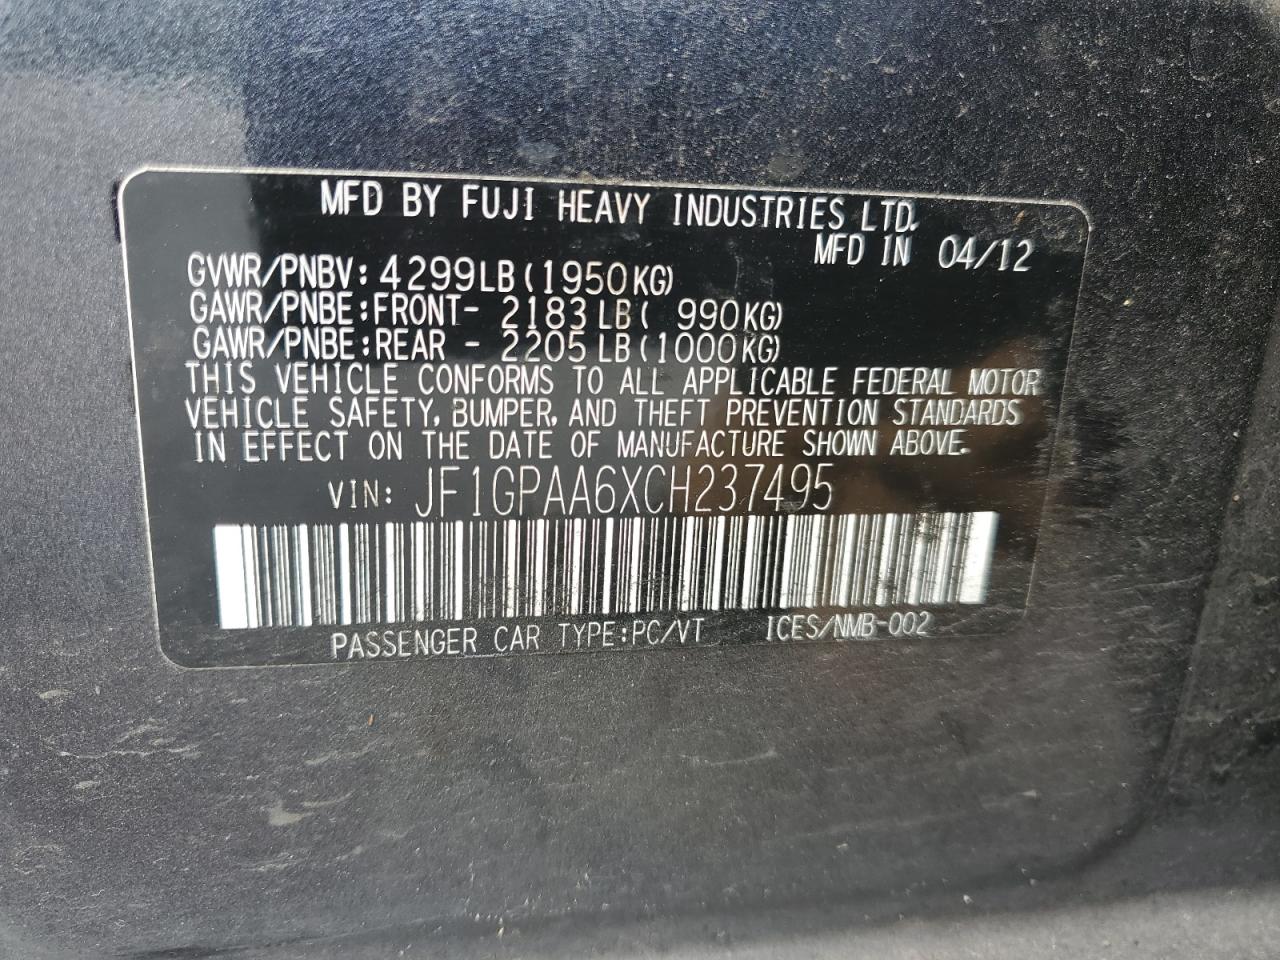 MFD BY FUJI HEAVY INDUSTRIES LTD.
MFD IN 04/12
GVWR/PNBV: 4299LB(1950KG)
GAWR/PNBE:FRONT- 2183LB( 990KG)
GAWR/PNBE:REAR - 2205LB(1000KG)
THIS VEHICLE CONFORMS TO ALL APPLICABLE FEDERAL MOTOR
VEHICLE SAFETY, BUMPER, AND THEFT PREVENTION STANDARDS
IN EFFECT ON THE DATE OF MANUFACTURE SHOWN ABOVE.
VIN: JF1GPAA6XCH237495
PASSENGER CAR TYPE:PC/VT ICES/NMB-002